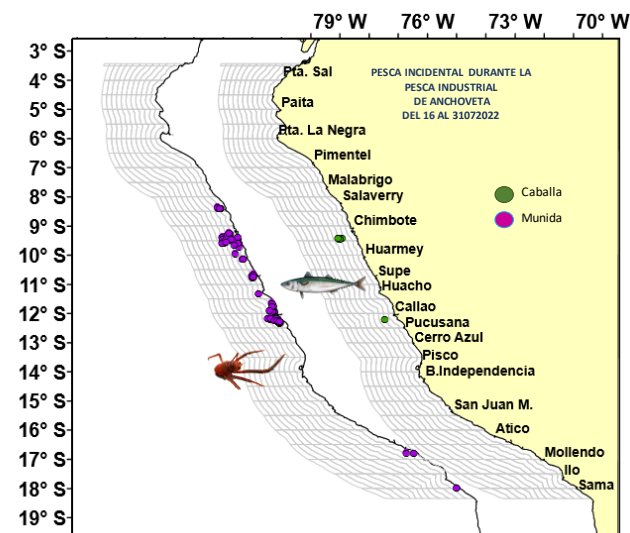 79° W 76° W 73° W 70° W
3° S
4° S
5° S
6° S
7° S
8° S
9° S
10° S
11° S
12° S
13° S
14° S
15° S
16° S
17° S
18° S
19° S
PESCA INCIDENTAL DURANTE LA
PESCA INDUSTRIAL
DE ANCHOVETA
DEL 16 AL 31072022
Pta. Sal
Paita
Pta. La Negra
Pimentel
Malabrigo
Salaverry
Chimbote
Huarmey
Supe
Huacho
Callao
Pucusana
Cerro Azul
Pisco
B.Independencia
San Juan M.
Atico
Mollendo
Ilo
Sama
Caballa
Munida